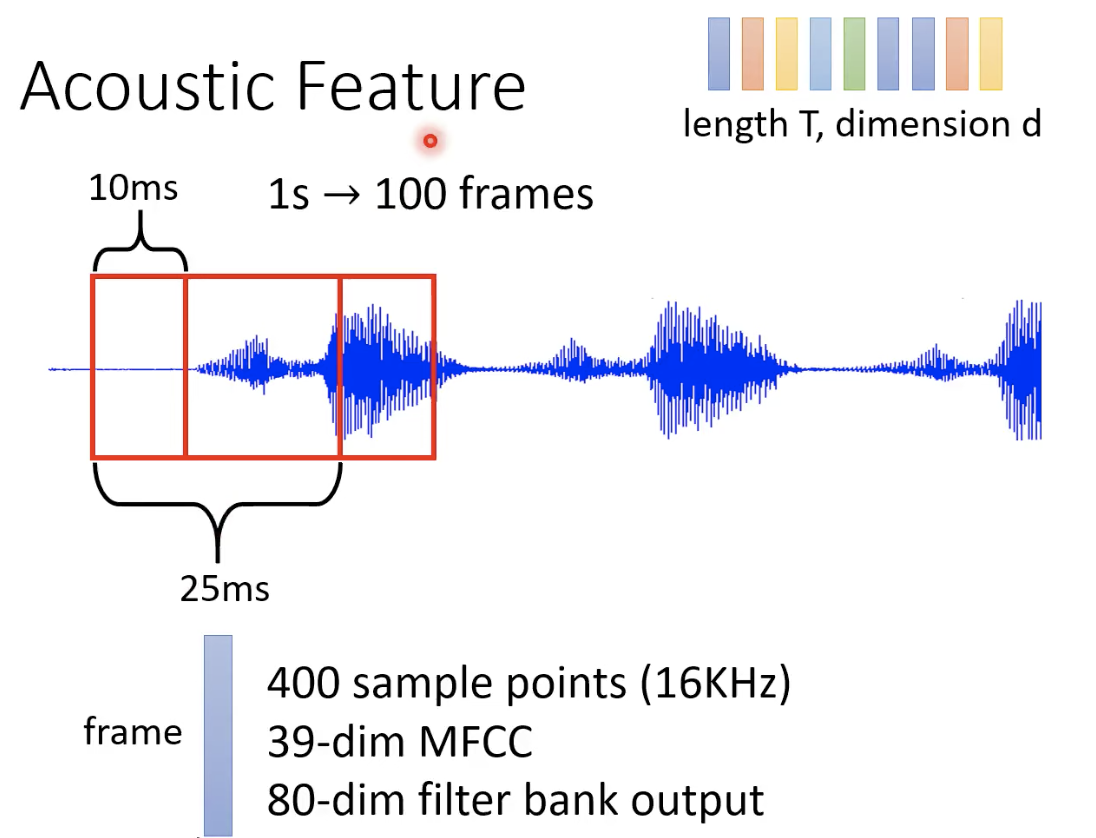 Acoustic Feature
length T, dimension d
10ms
1s → 100 frames
25ms
frame
400 sample points (16KHz)
39-dim MFCC
80-dim filter bank output